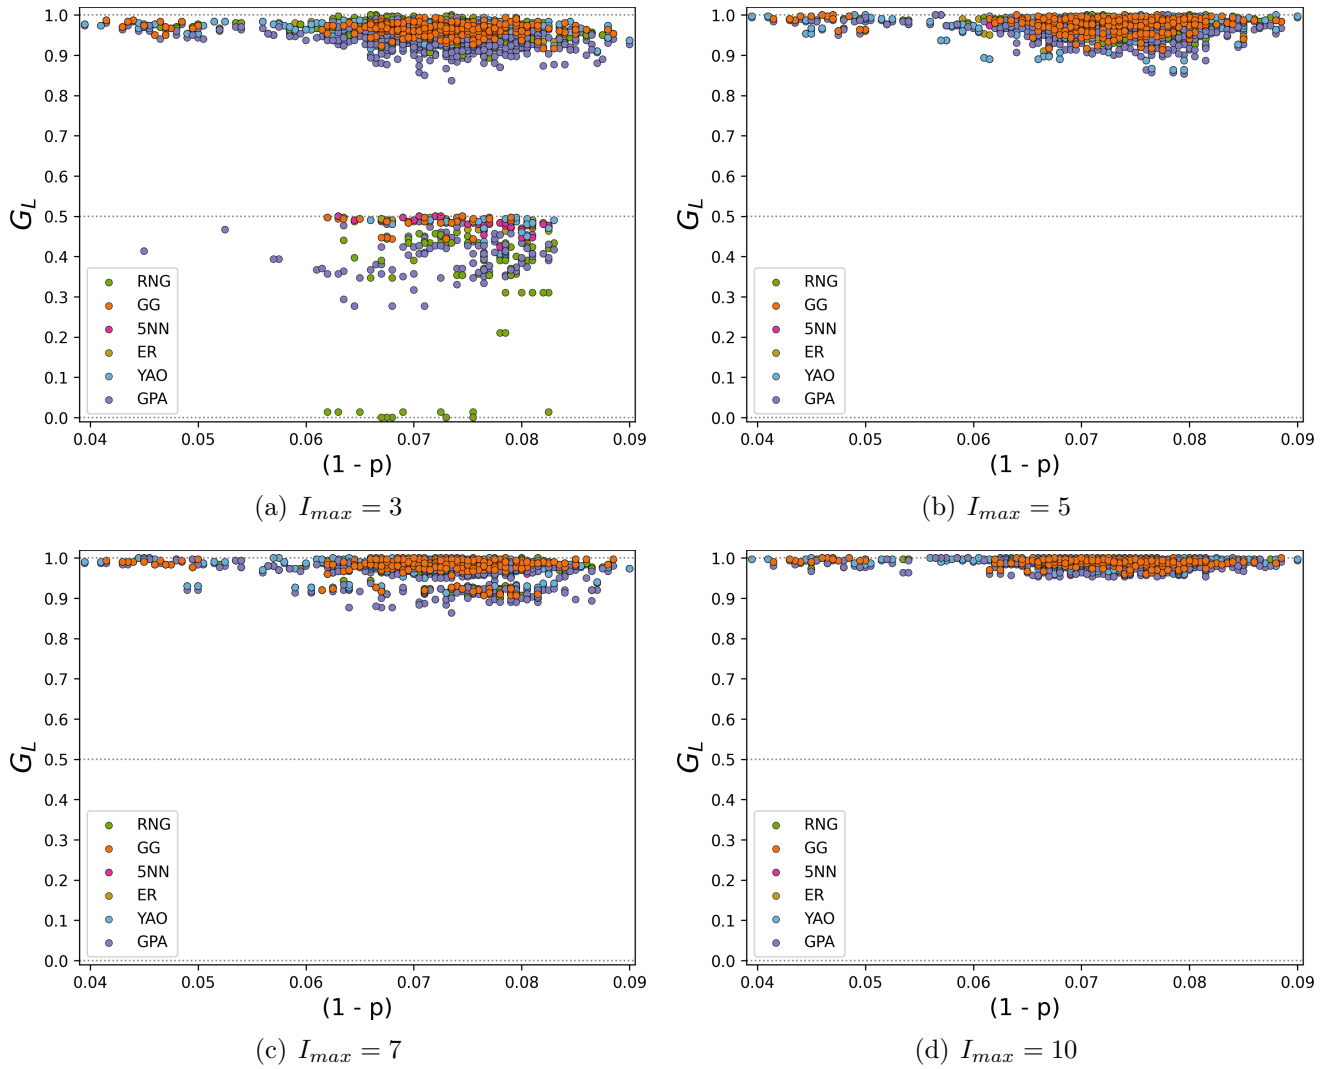 1.0
0.9
0.8
0.7
0.6
0.5
0.4
0.3
0.2
0.1
0.0
G_L
RNG
GG
5NN
ER
YAO
GPA
0.04 0.05 0.06 0.07 0.08 0.09
(1 - p)
(a) I_max = 3
1.0
0.9
0.8
0.7
0.6
0.5
0.4
0.3
0.2
0.1
0.0
G_L
RNG
GG
5NN
ER
YAO
GPA
0.04 0.05 0.06 0.07 0.08 0.09
(1 - p)
(b) I_max = 5
1.0
0.9
0.8
0.7
0.6
0.5
0.4
0.3
0.2
0.1
0.0
G_L
RNG
GG
5NN
ER
YAO
GPA
0.04 0.05 0.06 0.07 0.08 0.09
(1 - p)
(c) I_max = 7
1.0
0.9
0.8
0.7
0.6
0.5
0.4
0.3
0.2
0.1
0.0
G_L
RNG
GG
5NN
ER
YAO
GPA
0.04 0.05 0.06 0.07 0.08 0.09
(1 - p)
(d) I_max = 10